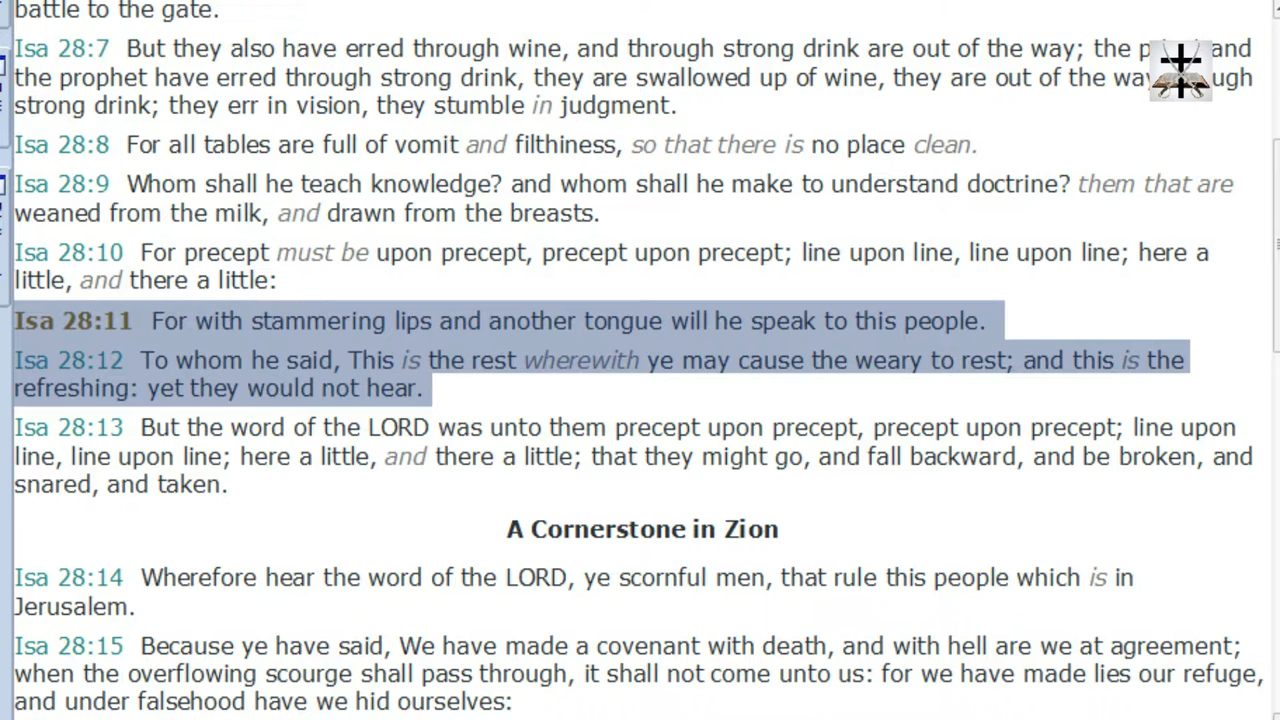 battle to the gate.
Isa 28:7 But they also have erred through wine, and through strong drink are out of the way; the and
the prophet have erred through strong drink, they are swallowed up of wine, they are out of the way
strong drink; they err in vision, they stumble in judgment.
Isa 28:8 For all tables are full of vomit and filthiness, so that there is no place clean.
Isa 28:9 Whom shall he teach knowledge? and whom shall he make to understand doctrine? them that are
weaned from the milk, and drawn from the breasts.
Isa 28:10 For precept must be upon precept, precept upon precept; line upon line, line upon line; here a
little, and there a little:
Isa 28:11 For with stammering lips and another tongue will he speak to this people.
Isa 28:12 To whom he said, This is the rest wherewith ye may cause the weary to rest; and this is the
refreshing: yet they would not hear.
Isa 28:13 But the word of the LORD was unto them precept upon precept, precept upon precept; line upon
line, line upon line; here a little, and there a little; that they might go, and fall backward, and be broken, and
snared, and taken.
A Cornerstone in Zion
Isa 28:14 Wherefore hear the word of the LORD, ye scornful men, that rule this people which is in
Jerusalem.
Isa 28:15 Because ye have said, We have made a covenant with death, and with hell are we at agreement;
when the overflowing scourge shall pass through, it shall not come unto us: for we have made lies our refuge,
and under falsehood have we hid ourselves: